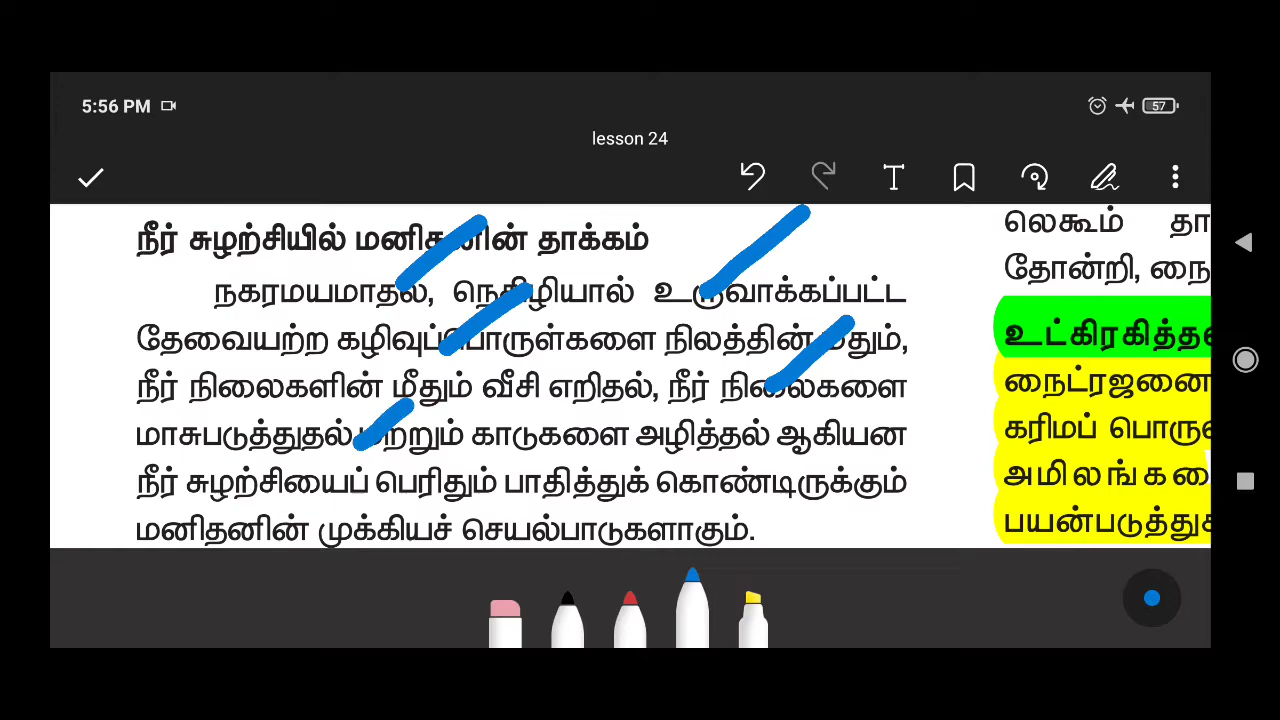 5:56 PM
57
lesson 24
நீர் சுழற்சியில் மனிதனின் தாக்கம்
நகரமயமாதல், நெகிழியால் உருவாக்கப்பட்ட
தேவையற்ற கழிவுப்பொருள்களை நிலத்தின் மீதும்,
நீர் நிலைகளின் மீதும் வீசி எறிதல், நீர் நிலைகளை
மாசுபடுத்துதல் மற்றும் காடுகளை அழித்தல் ஆகியன
நீர் சுழற்சியைப் பெரிதும் பாதித்துக் கொண்டிருக்கும்
மனிதனின் முக்கியச் செயல்பாடுகளாகும்.
லெகூம் தா
தோன்றி, நை
உட்கிரகித்த
நைட்ரஜனை
கரிமப் பொரு
அமிலங்களை
பயன்படுத்து